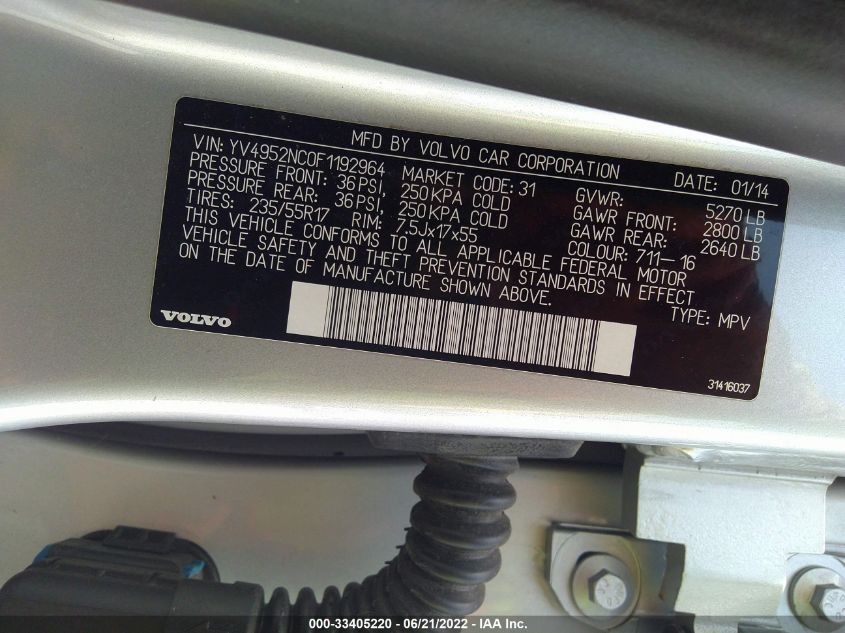 MFD BY VOLVO CAR CORPORATION DATE: 01/14
VIN: YV4952NC0F1192964 MARKET CODE: 31 GVWR: 5270 LB
PRESSURE FRONT: 36 PSI, 250 KPA COLD GAWR FRONT: 2800 LB
PRESSURE REAR: 36 PSI, 250 KPA COLD GAWR REAR: 2640 LB
TIRES: 235/55R17 RIM: 7.5Jx17x55 COLOUR: 711-16
THIS VEHICLE CONFORMS TO ALL APPLICABLE FEDERAL MOTOR
VEHICLE SAFETY AND THEFT PREVENTION STANDARDS IN EFFECT
ON THE DATE OF MANUFACTURE SHOWN ABOVE. TYPE: MPV
VOLVO
31416037
000-33405220 - 06/21/2022 - IAA Inc.